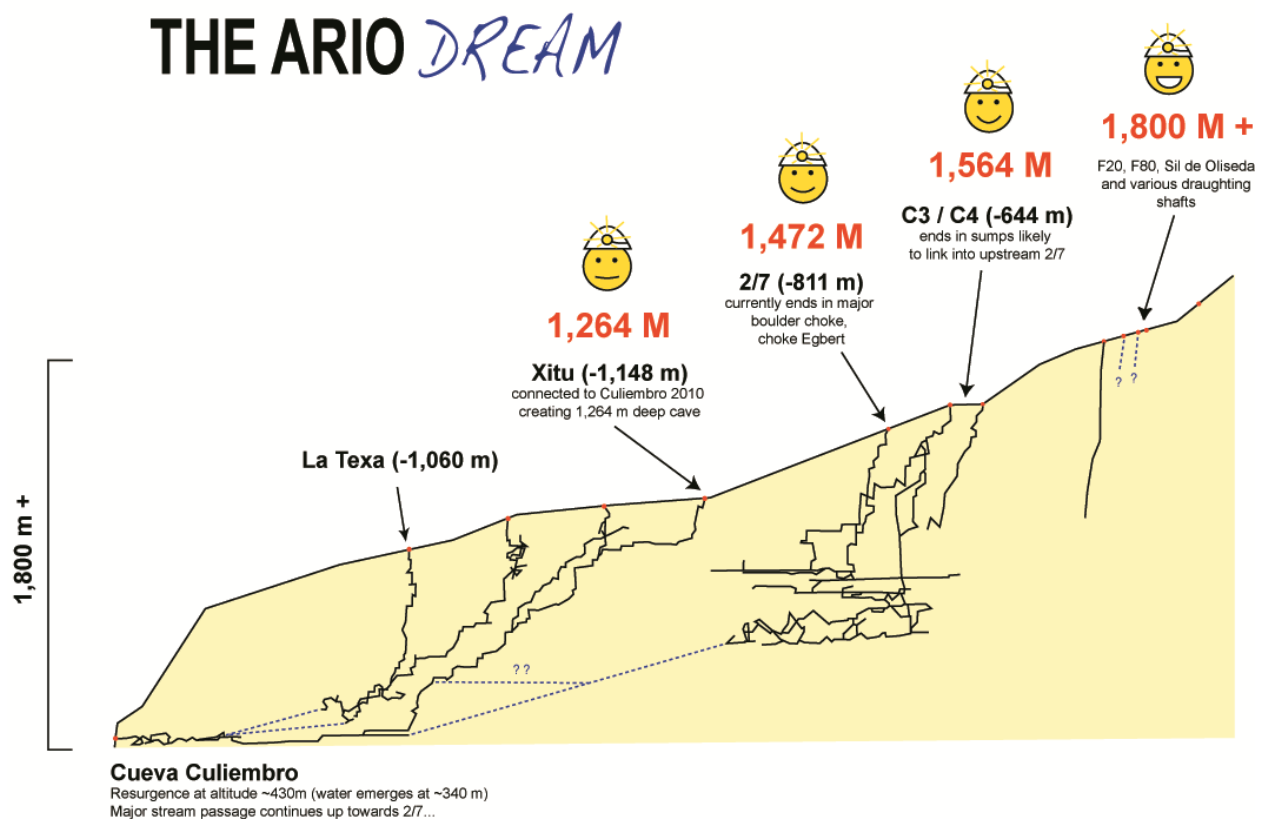 THE ARIO DREAM
1,800 M +
F20, F80, Sil de Oliseda
and various draughting
shafts
1,564 M
C3 / C4 (-644 m)
ends in sumps likely
to link into upstream 2/7
1,472 M
2/7 (-811 m)
currently ends in major
boulder choke,
choke Egbert
1,264 M
Xitu (-1,148 m)
connected to Culiembro 2010
creating 1,264 m deep cave
La Texa (-1,060 m)
1,800 m +
? ?
? ?
Cueva Culiembro
Resurgence at altitude ~430m (water emerges at ~340 m)
Major stream passage continues up towards 2/7...